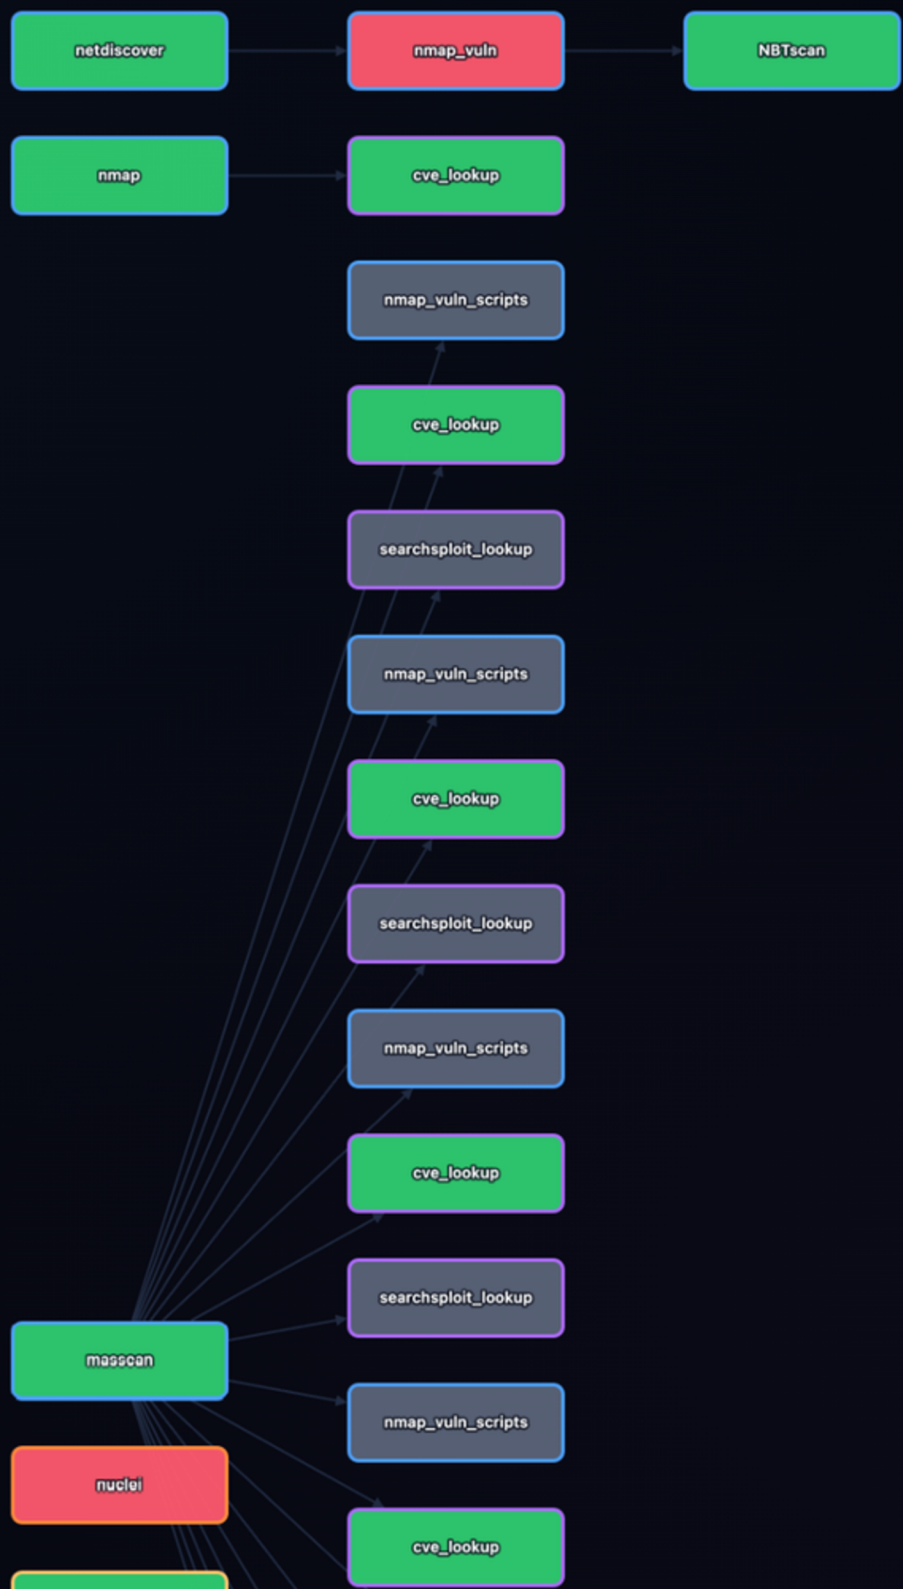 netdiscover
nmap_vuln
NBTscan
nmap
cve_lookup
nmap_vuln_scripts
cve_lookup
searchsploit_lookup
nmap_vuln_scripts
cve_lookup
searchsploit_lookup
nmap_vuln_scripts
cve_lookup
searchsploit_lookup
masscan
nmap_vuln_scripts
nuclei
cve_lookup